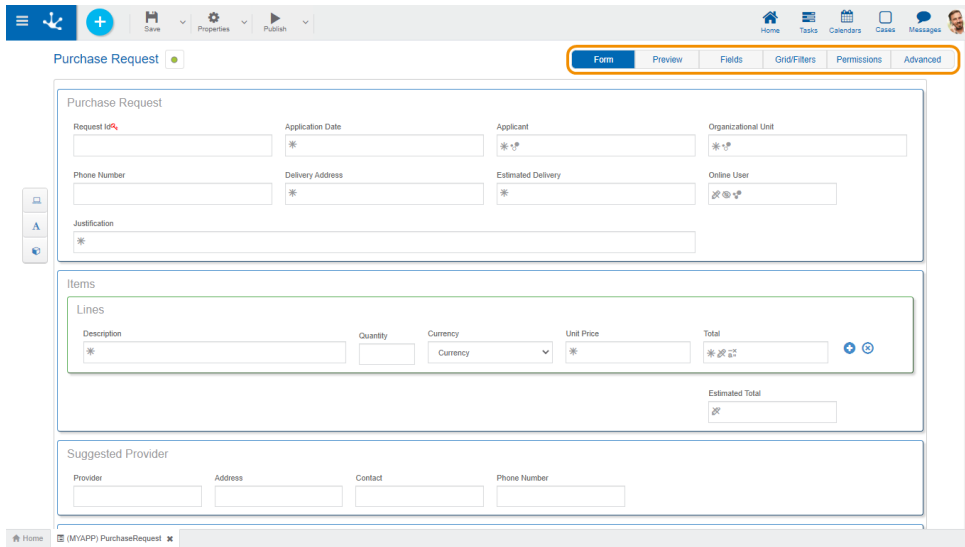 Save
Properties
Publish
Home
Tasks
Calendars
Cases
Messages
Purchase Request
Form
Preview
Fields
Grid/Filters
Permissions
Advanced
Purchase Request
Request Id
Application Date
Applicant
Organizational Unit
Phone Number
Delivery Address
Estimated Delivery
Online User
Justification
A
Items
Lines
Description
Quantity
Currency
Unit Price
Total
Currency
Estimated Total
Suggested Provider
Provider
Address
Contact
Phone Number
Home
(MYAPP) PurchaseRequest